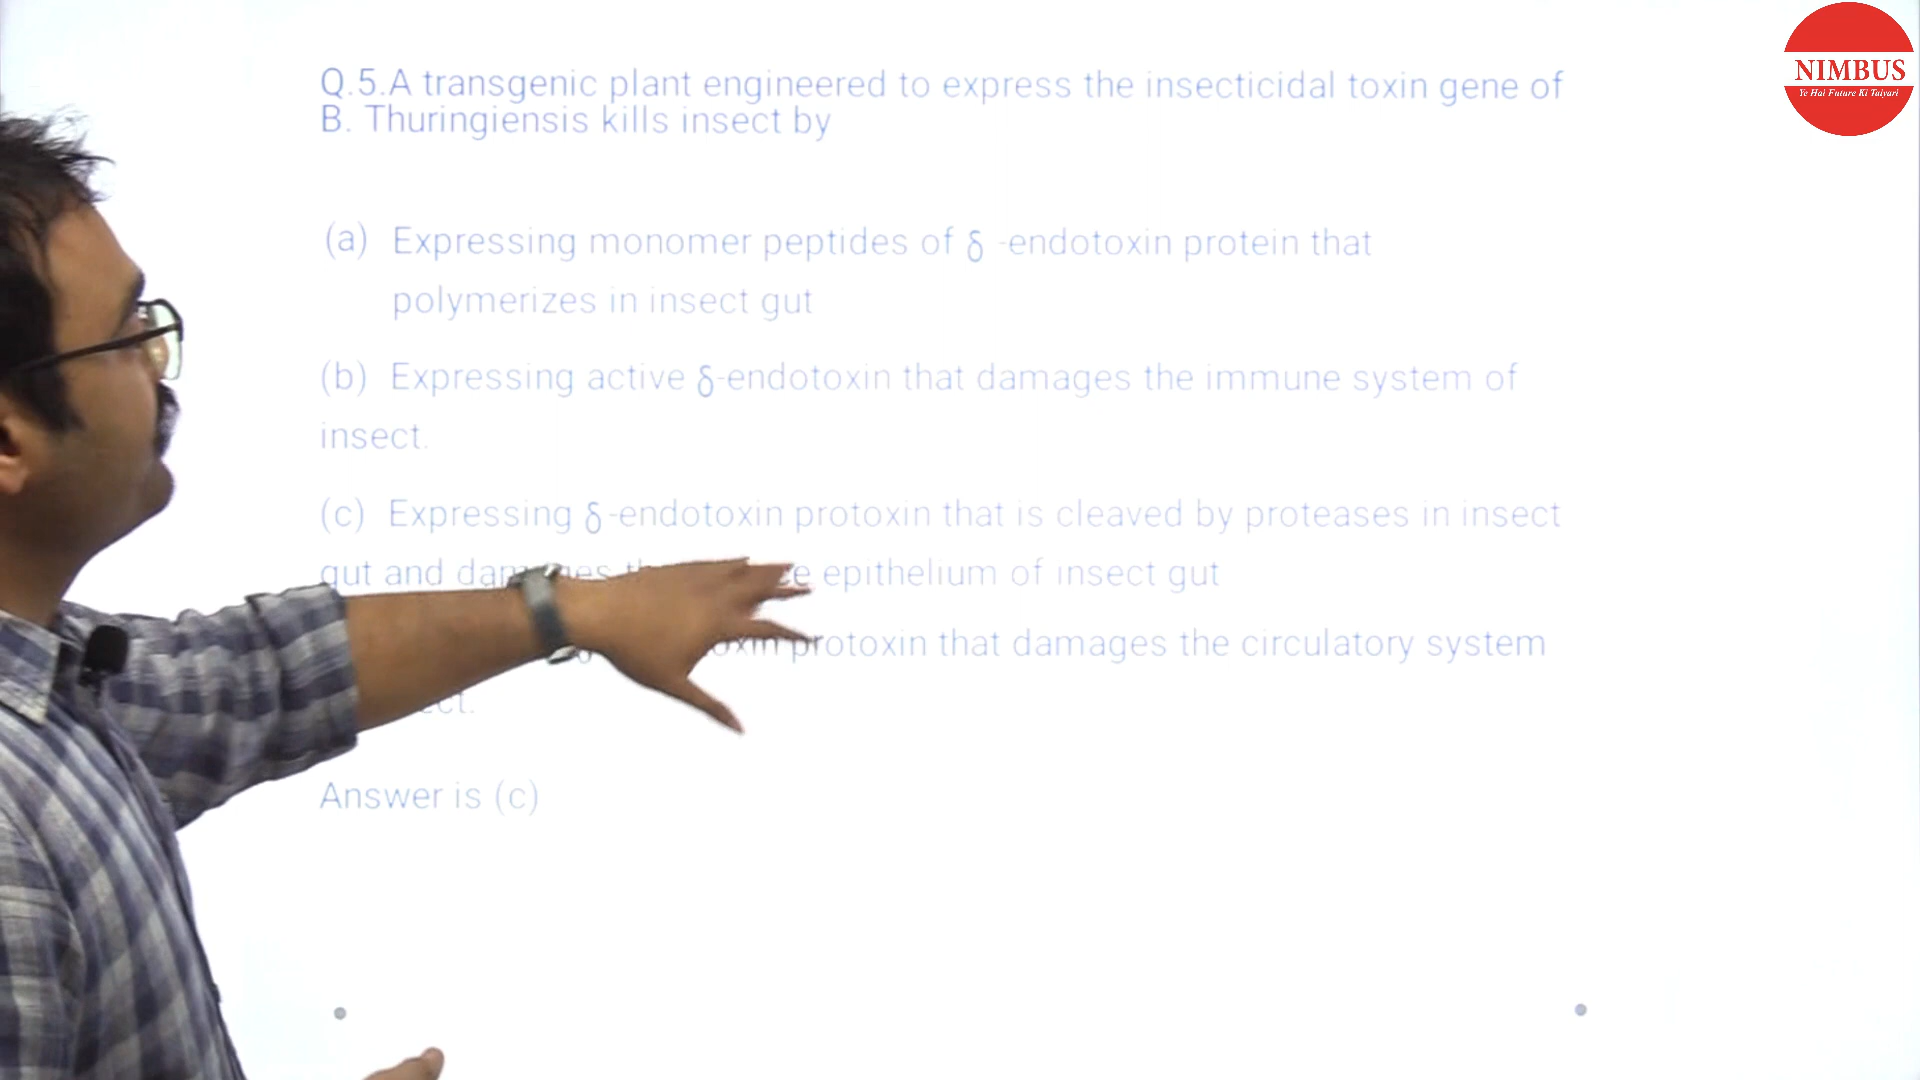 NIMBUS
Ye Hai Future Ki Taiyari
Q.5.A transgenic plant engineered to express the insecticidal toxin gene of
B. Thuringiensis kills insect by
(a) Expressing monomer peptides of δ -endotoxin protein that
polymerizes in insect gut
(b) Expressing active δ-endotoxin that damages the immune system of
insect.
(c) Expressing δ-endotoxin protoxin that is cleaved by proteases in insect
gut and epithelium of insect gut
protoxin that damages the circulatory system
Answer is (c)